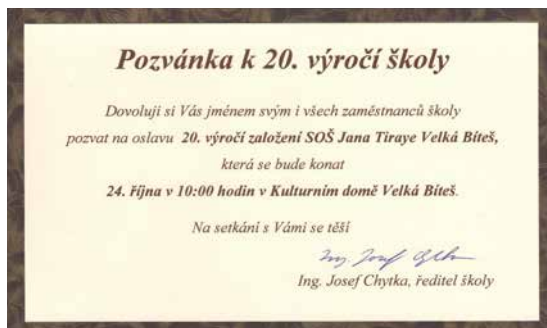 Pozvánka k 20. výročí školy
Dovoluji si Vás jménem svým i všech zaměstnanců školy
pozvat na oslavu 20. výročí založení SOŠ Jana Tiraye Velká Bíteš,
která se bude konat
24. října v 10:00 hodin v Kulturním domě Velká Bíteš.
Na setkání s Vámi se těší
Ing. Josef Chytka, ředitel školy